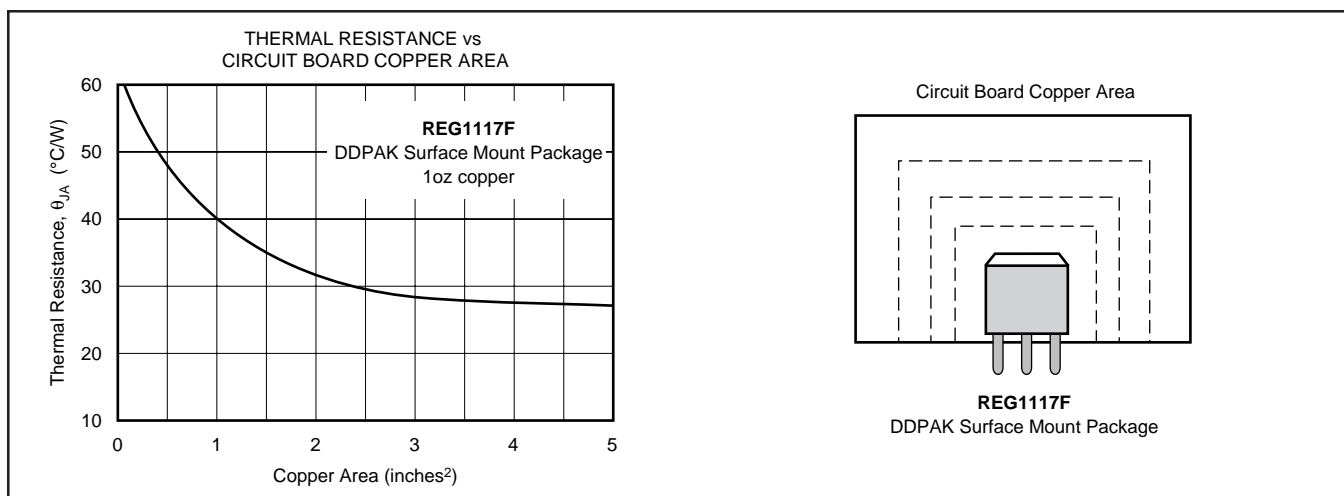 THERMAL RESISTANCE vs
CIRCUIT BOARD COPPER AREA
60
50
40
30
20
10
Thermal Resistance, θJA (°C/W)
REG1117F
DDPAK Surface Mount Package
1oz copper
0 1 2 3 4 5
Copper Area (inches²)
Circuit Board Copper Area
REG1117F
DDPAK Surface Mount Package